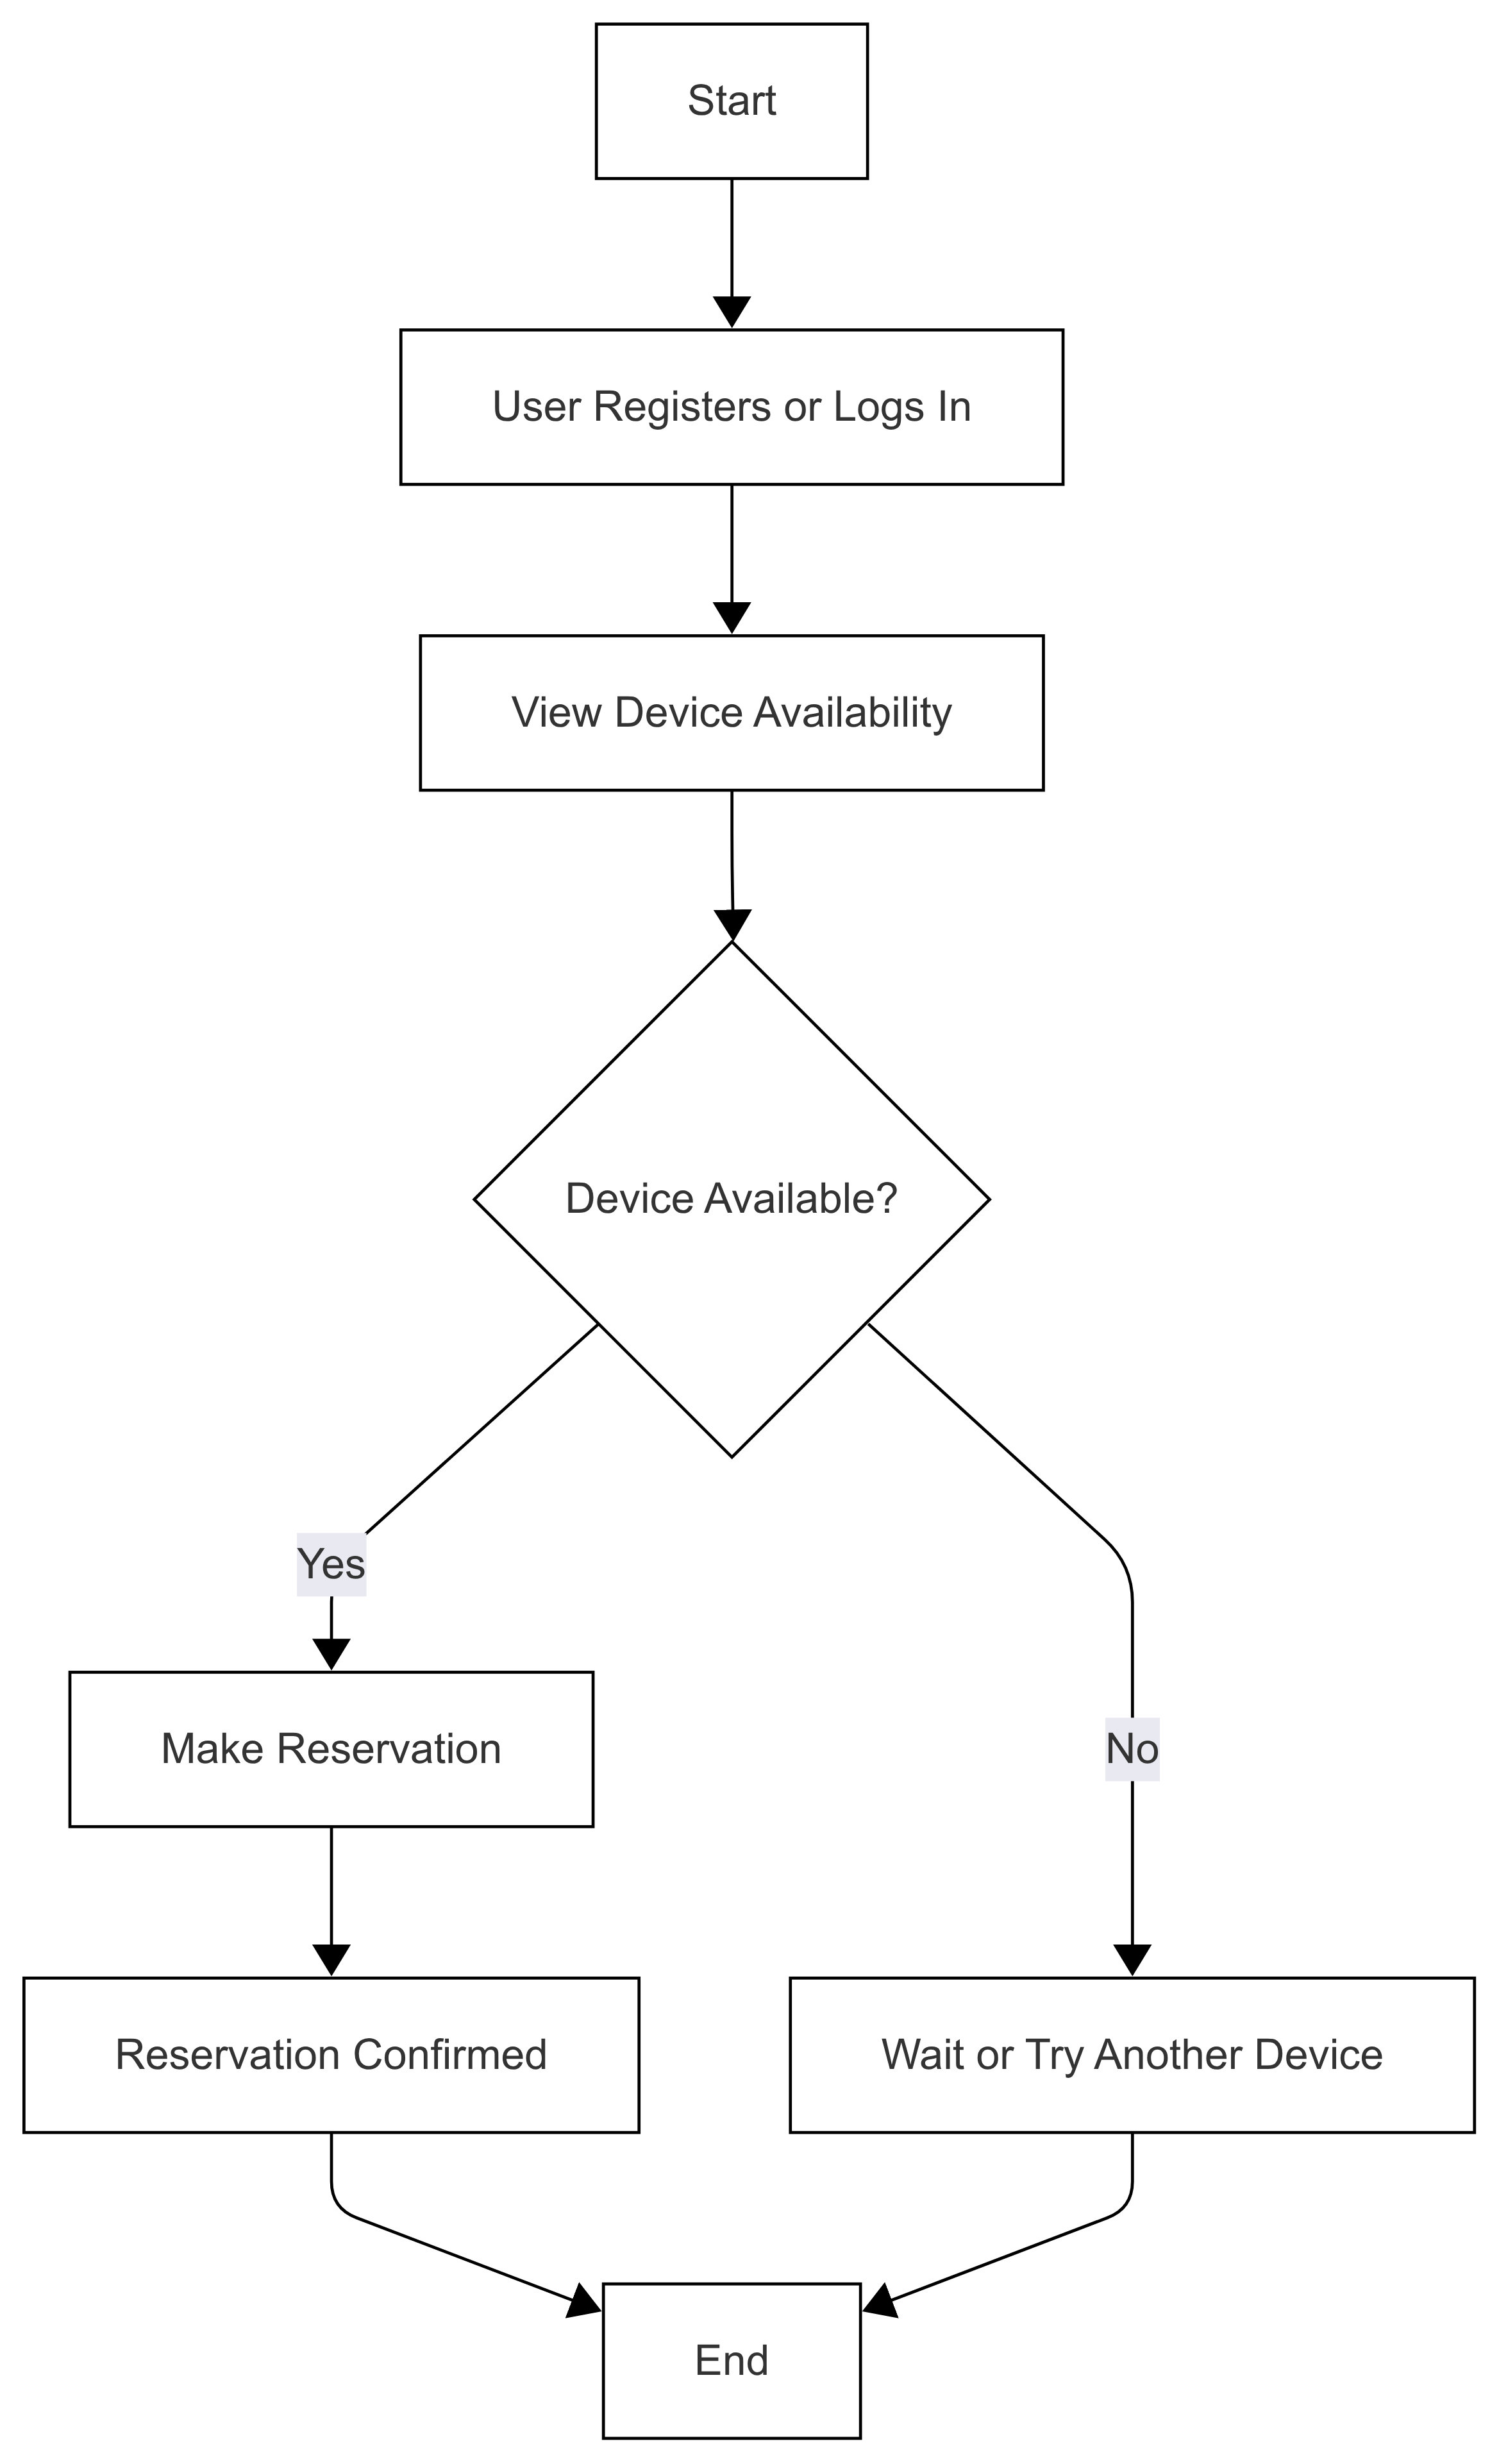 Start
User Registers or Logs In
View Device Availability
Device Available?
Yes
Make Reservation
No
Reservation Confirmed
Wait or Try Another Device
End